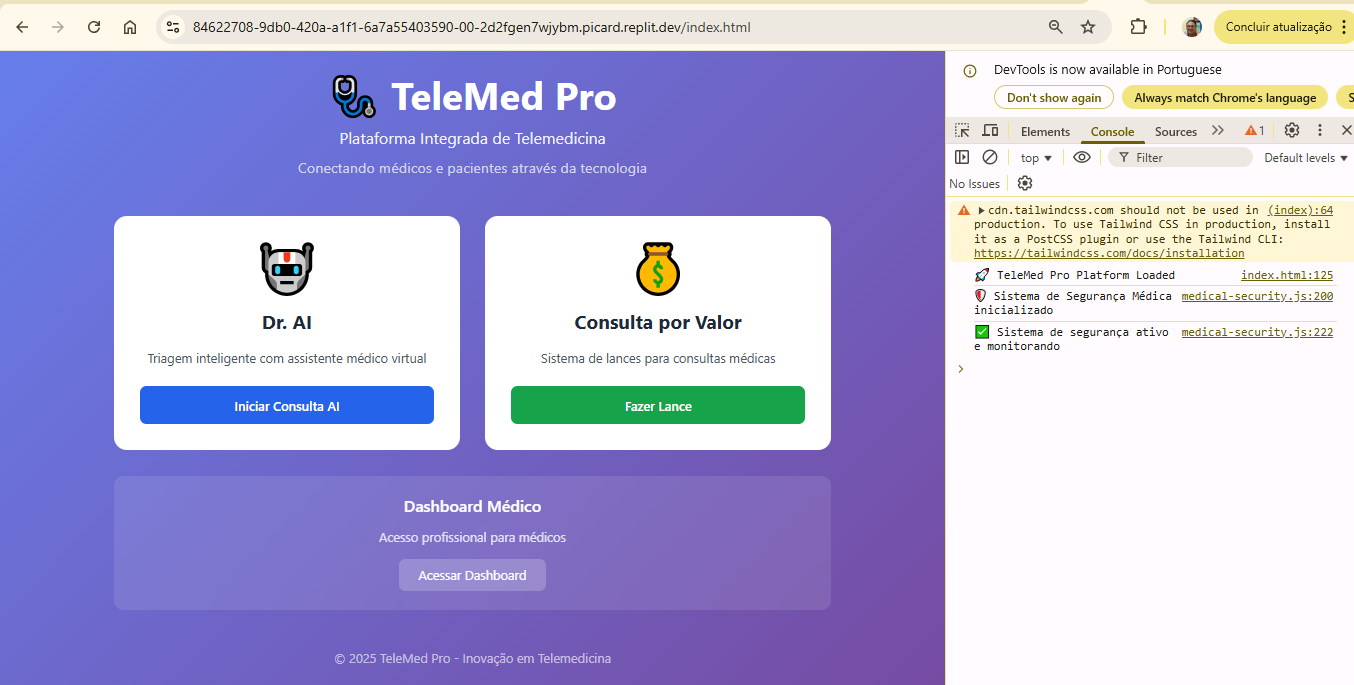 84622708-9db0-420a-a1f1-6a7a55403590-00-2d2fgen7wjybm.picard.replit.dev/index.html
Concluir atualização
TeleMed Pro
Plataforma Integrada de Telemedicina
Conectando médicos e pacientes através da tecnologia
Dr. AI
Triagem inteligente com assistente médico virtual
Iniciar Consulta AI
Consulta por Valor
Sistema de lances para consultas médicas
Fazer Lance
Dashboard Médico
Acesso profissional para médicos
Acessar Dashboard
© 2025 TeleMed Pro - Inovação em Telemedicina
DevTools is now available in Portuguese
Don't show again
Always match Chrome's language
S
Elements
Console
Sources
1
top
Filter
Default levels
No Issues
cdn.tailwindcss.com should not be used in (index):64
production. To use Tailwind CSS in production, install
it as a PostCSS plugin or use the Tailwind CLI:
https://tailwindcss.com/docs/installation
TeleMed Pro Platform Loaded index.html:125
Sistema de Segurança Médica medical-security.js:200
inicializado
Sistema de segurança ativo medical-security.js:222
e monitorando